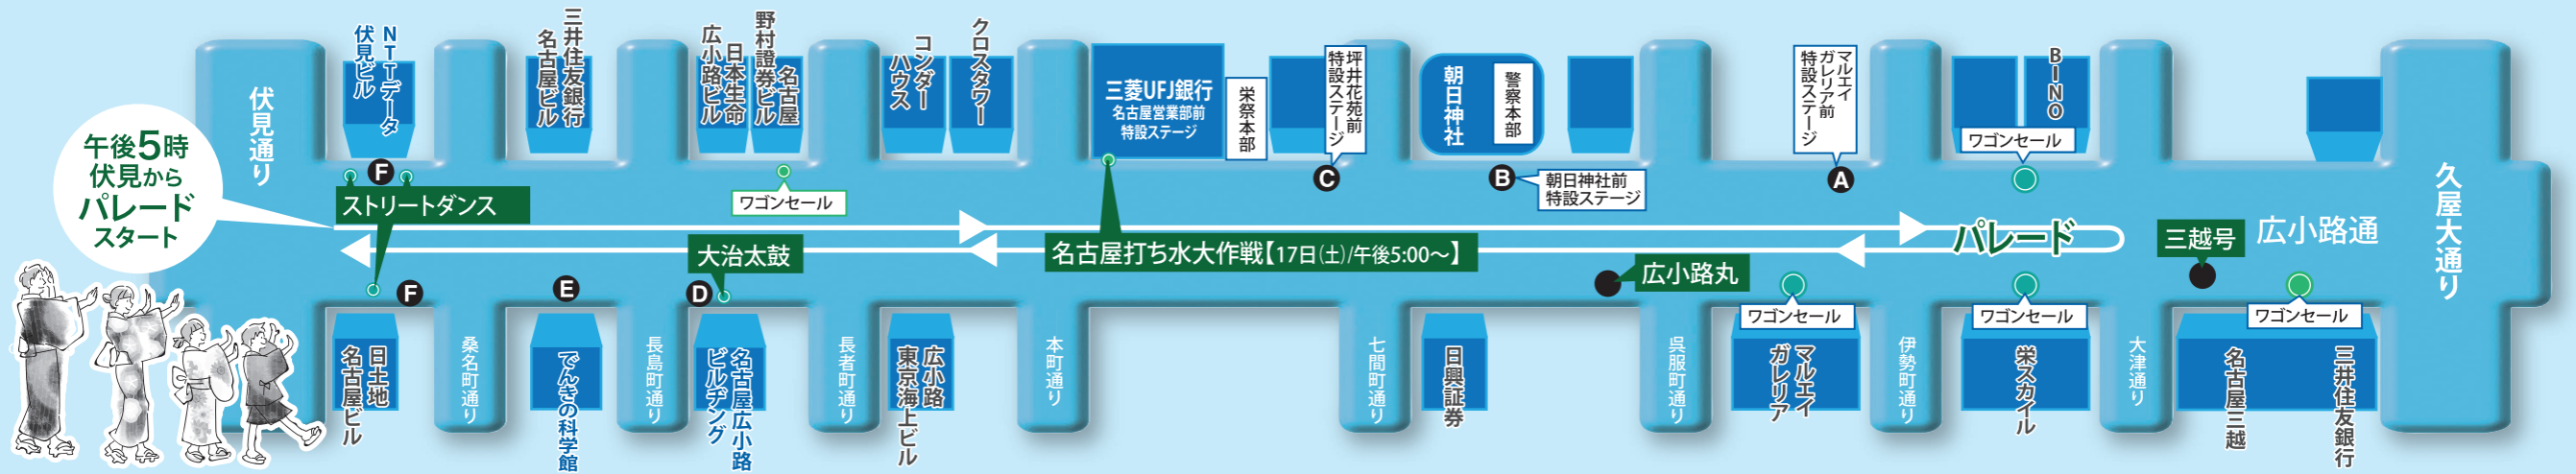 午後5時
伏見から
パレード
スタート
伏見通り
NTTデータ
伏見ビル
三井住友銀行
名古屋ビル
日本生命
広小路ビル
名古屋
野村證券ビル
コンダー
ハウス
クロスタワー
三菱UFJ銀行
名古屋営業部前
特設ステージ
栄祭本部
坪井花苑前
特設ステージ
朝日神社
警察本部
マルエイ
ガレリア前
特設ステージ
BINO
ワゴンセール
久屋大通り
F
ストリートダンス
ワゴンセール
C
B
朝日神社前
特設ステージ
A
パレード
三越号
広小路通
大治太鼓
名古屋打ち水大作戦【17日(土)/午後5:00~】
広小路丸
F
E
D
ワゴンセール
ワゴンセール
ワゴンセール
日土地
名古屋ビル
桑名町通り
でんきの科学館
長島町通り
名古屋広小路
ビルヂング
長者町通り
広小路
東京海上ビル
本町通り
七間町通り
日興証券
呉服町通り
マルエイ
ガレリア
伊勢町通り
栄スカイル
大津通り
名古屋三越
三井住友銀行